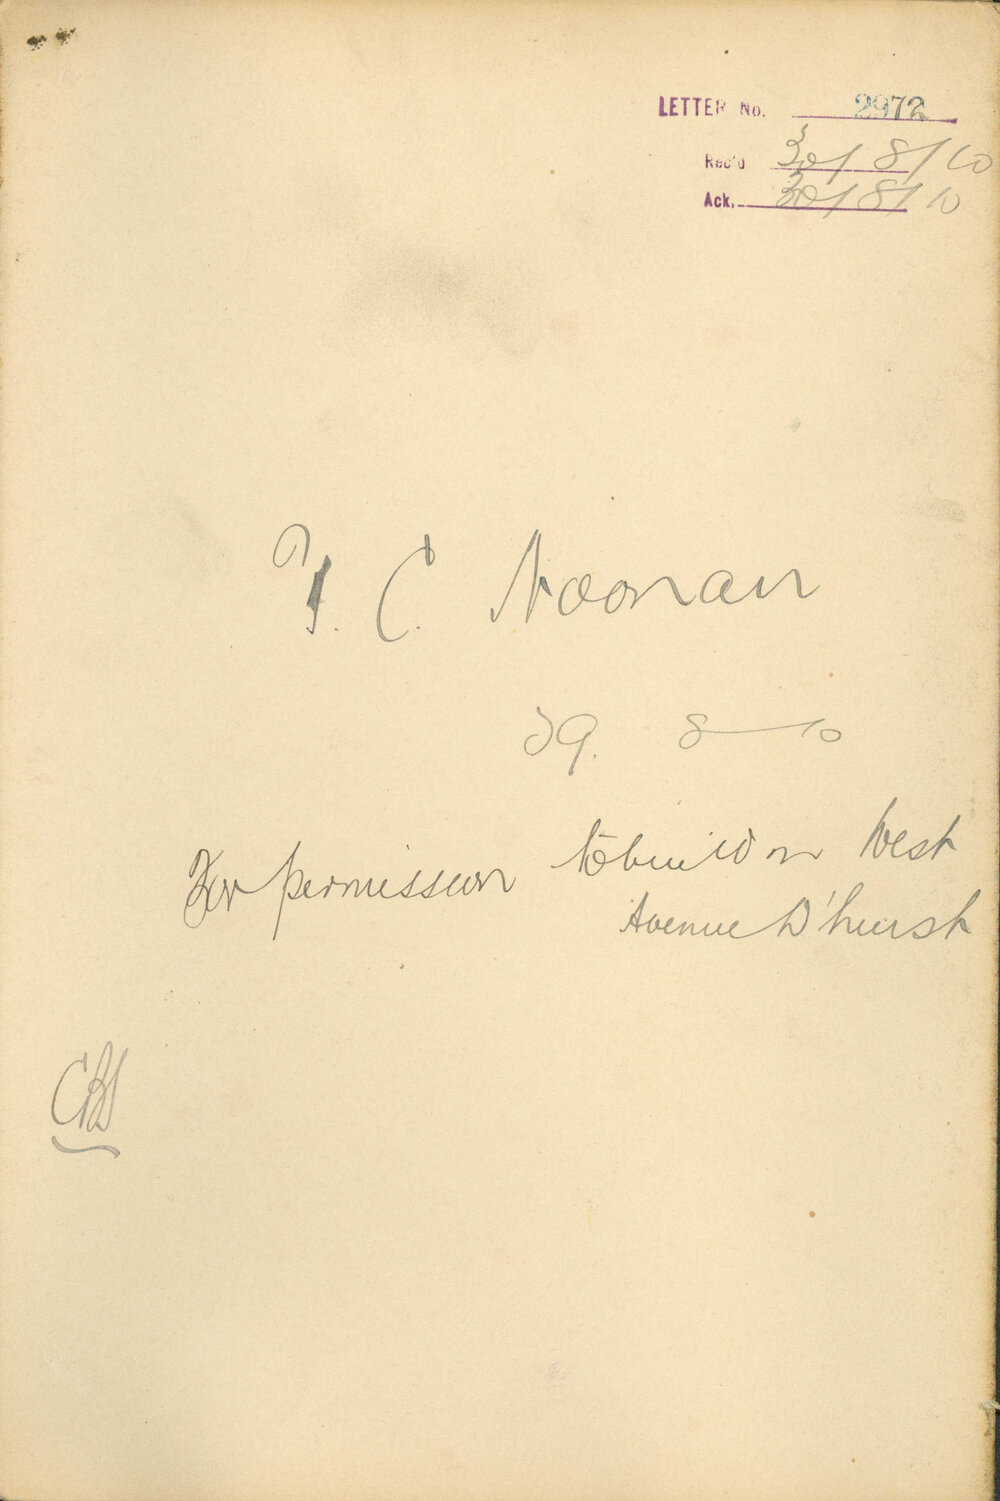 LETTER No. 2972
Rec'd 30/8/10
Ack. 30/8/10
T. C. Noonan
29. 8 — 10
For permission to build on West
Avenue D'hurst